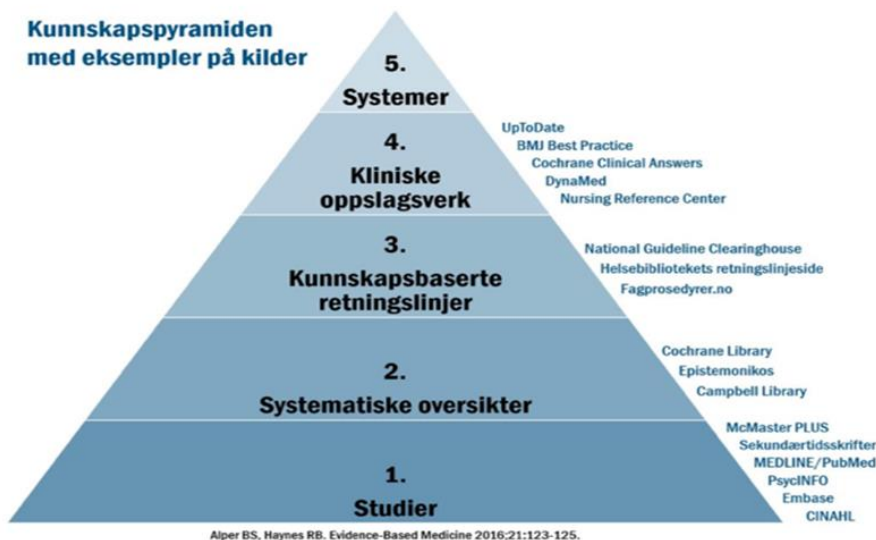 Kunnskapspyramiden
med eksempler på kilder
5.
Systemer
4.
Kliniske
oppslagsverk
UpToDate
BMJ Best Practice
Cochrane Clinical Answers
DynaMed
Nursing Reference Center
3.
Kunnskapsbaserte
retningslinjer
National Guideline Clearinghouse
Helsebibliotekets retningslinjeside
Fagprosedyrer.no
2.
Systematiske oversikter
Cochrane Library
Epistemonikos
Campbell Library
1.
Studier
McMaster PLUS
Sekundærtidsskrifter
MEDLINE/PubMed
PsycINFO
Embase
CINAHL
Alper BS, Haynes RB. Evidence-Based Medicine 2016;21:123-125.